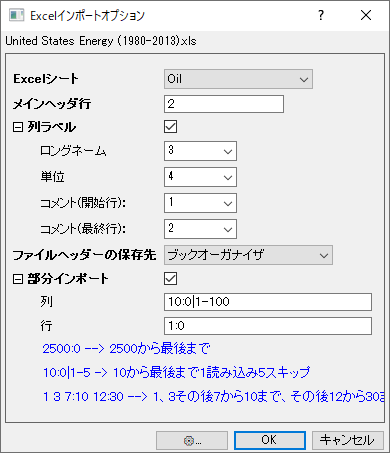 Excelインポートオプション ? ×
United States Energy (1980-2013).xls
Excelシート Oil
メインヘッダ行 2
列ラベル
ロングネーム 3
単位 4
コメント(開始行): 1
コメント(最終行): 2
ファイルヘッダーの保存先 ブックオーガナイザ
部分インポート
列 10:0|1-100
行 1:0
2500:0 --> 2500から最後まで
10:0|1-5 -> 10から最後まで1読み込み5スキップ
1 3 7:10 12:30 --> 1、3その後7から10まで、その後12から30ま
... OK キャンセル